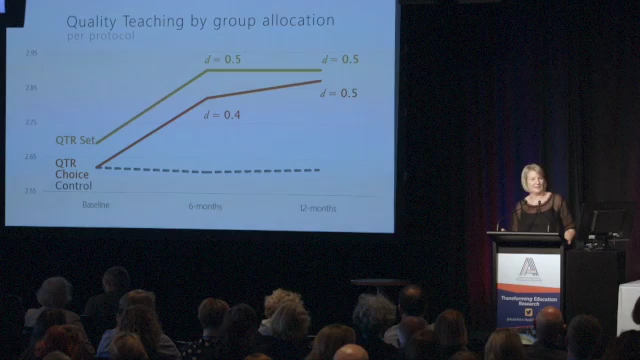 Quality Teaching by group allocation
per protocol
2.95
d = 0.5
d = 0.5
2.85
d = 0.5
d = 0.4
2.75
QTR Set
2.65
QTR
Choice
Control
2.55
Baseline
6-months
12-months
Transforming Education
Research